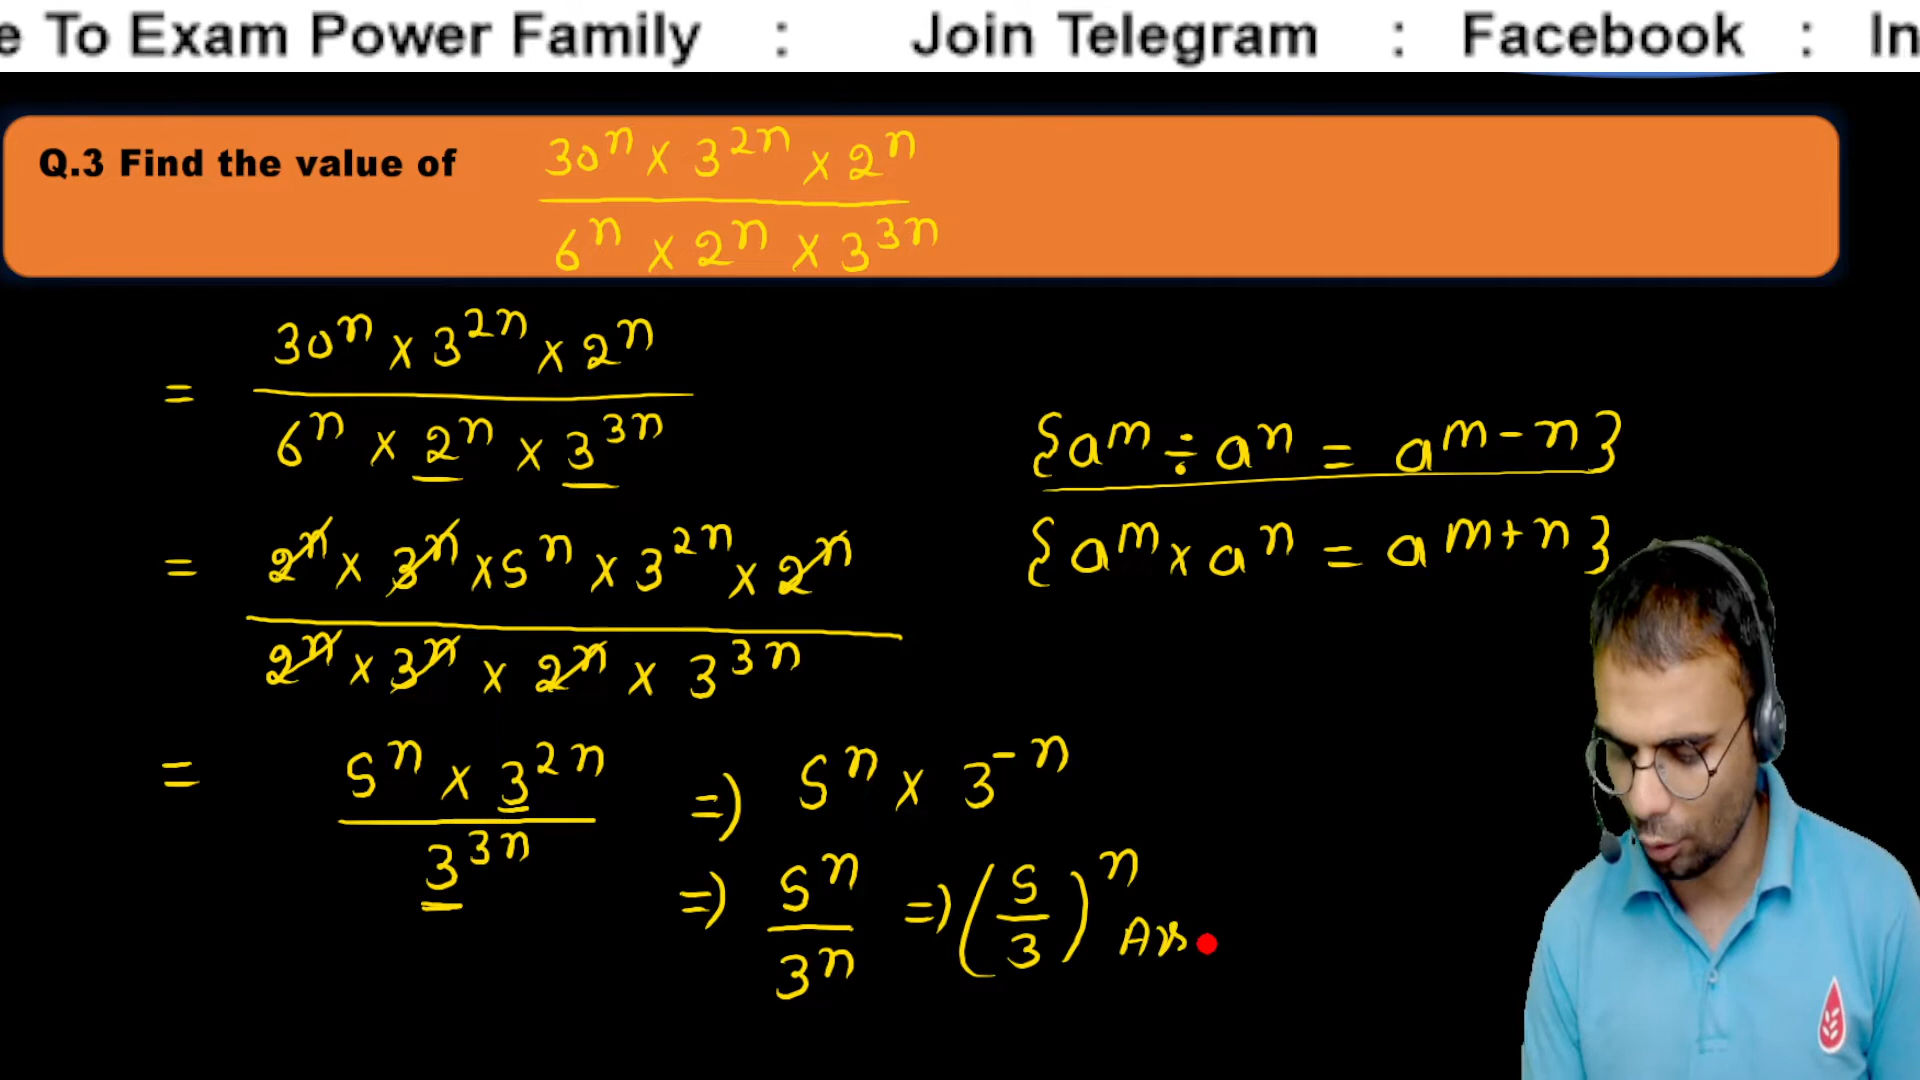 e To Exam Power Family : Join Telegram : Facebook : In
Q.3 Find the value of
30ⁿ × 3²ⁿ × 2ⁿ
6ⁿ × 2ⁿ × 3³ⁿ
= 30ⁿ × 3²ⁿ × 2ⁿ
6ⁿ × 2ⁿ × 3³ⁿ
{aᵐ ÷ aⁿ = aᵐ⁻ⁿ}
= 2ⁿ × 3ⁿ × 5ⁿ × 3²ⁿ × 2ⁿ
2ⁿ × 3ⁿ × 2ⁿ × 3³ⁿ
{aᵐ × aⁿ = aᵐ⁺ⁿ}
= 5ⁿ × 3²ⁿ
3³ⁿ
=) 5ⁿ × 3⁻ⁿ
=) 5ⁿ
3ⁿ
=) (5/3)ⁿ Ans